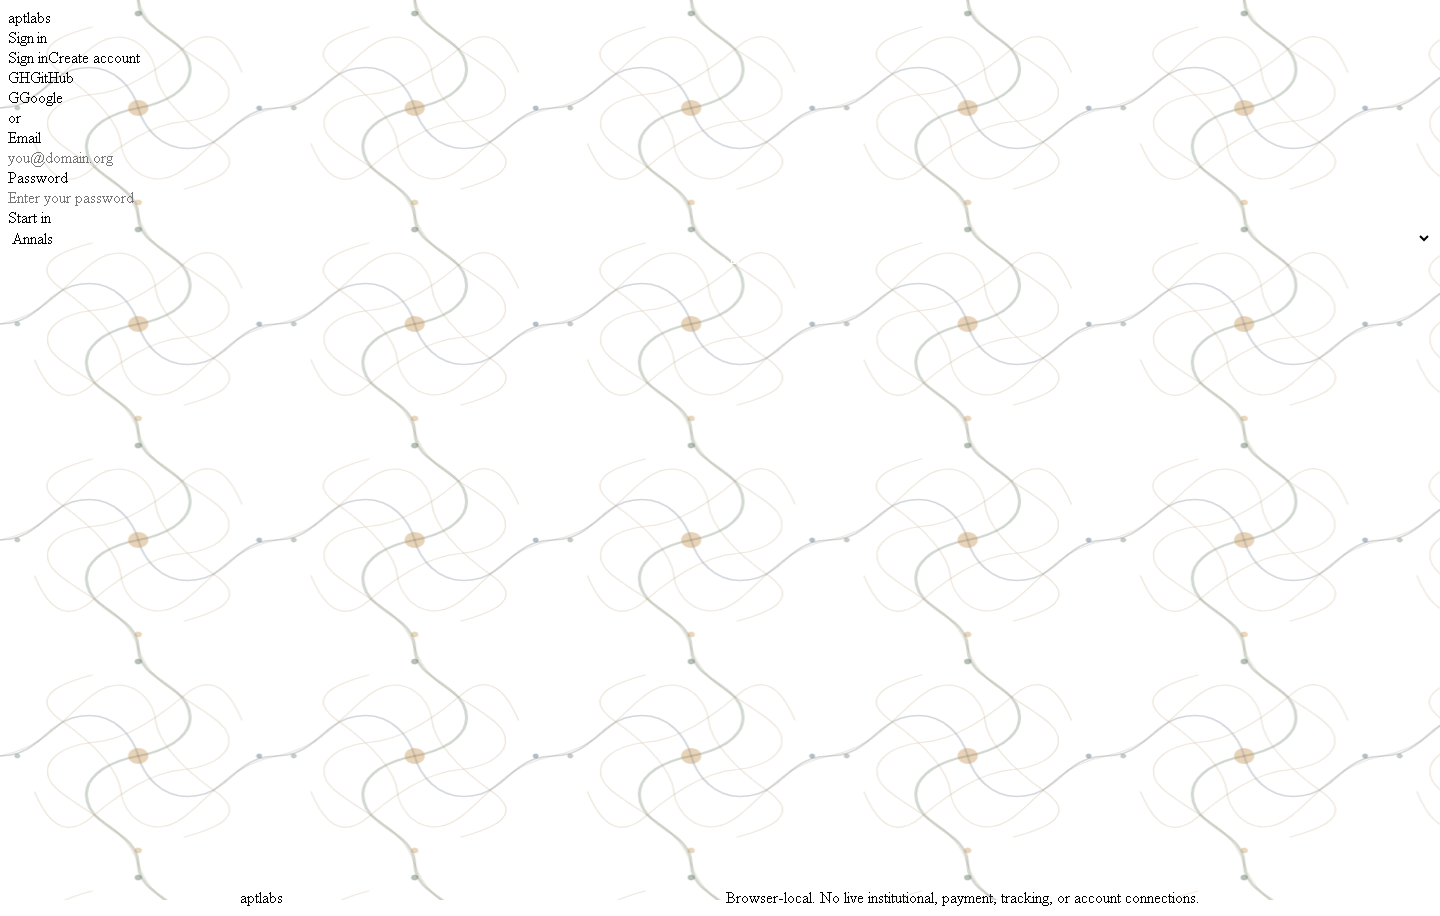 aptlabs
Sign in
Sign inCreate account
GHGitHub
GGoogle
or
Email
you@domain.org
Password
Enter your password
Start in
Annals
aptlabs
Browser-local. No live institutional, payment, tracking, or account connections.